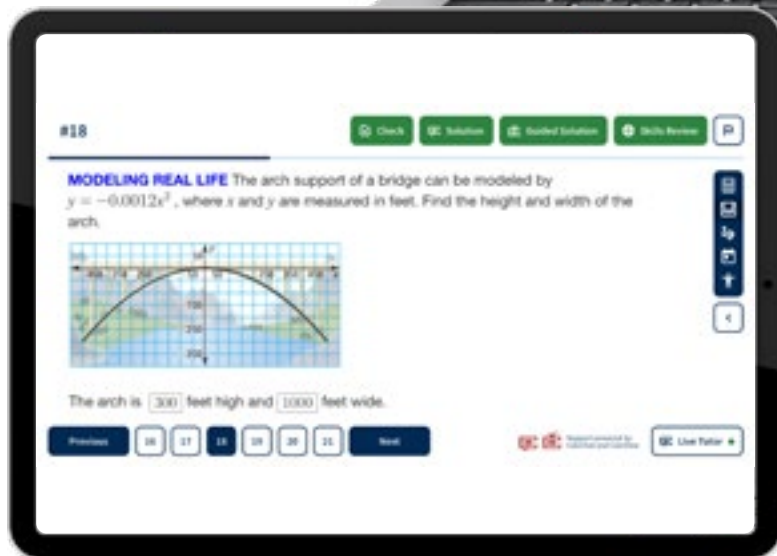 #18
Check
Solution
Guided Solution
Skills Review
MODELING REAL LIFE The arch support of a bridge can be modeled by
y = −0.0012x², where x and y are measured in feet. Find the height and width of the
arch.
y
The arch is 300 feet high and 1000 feet wide.
Previous 16 17 18 19 20 21 Next
Live Tutor